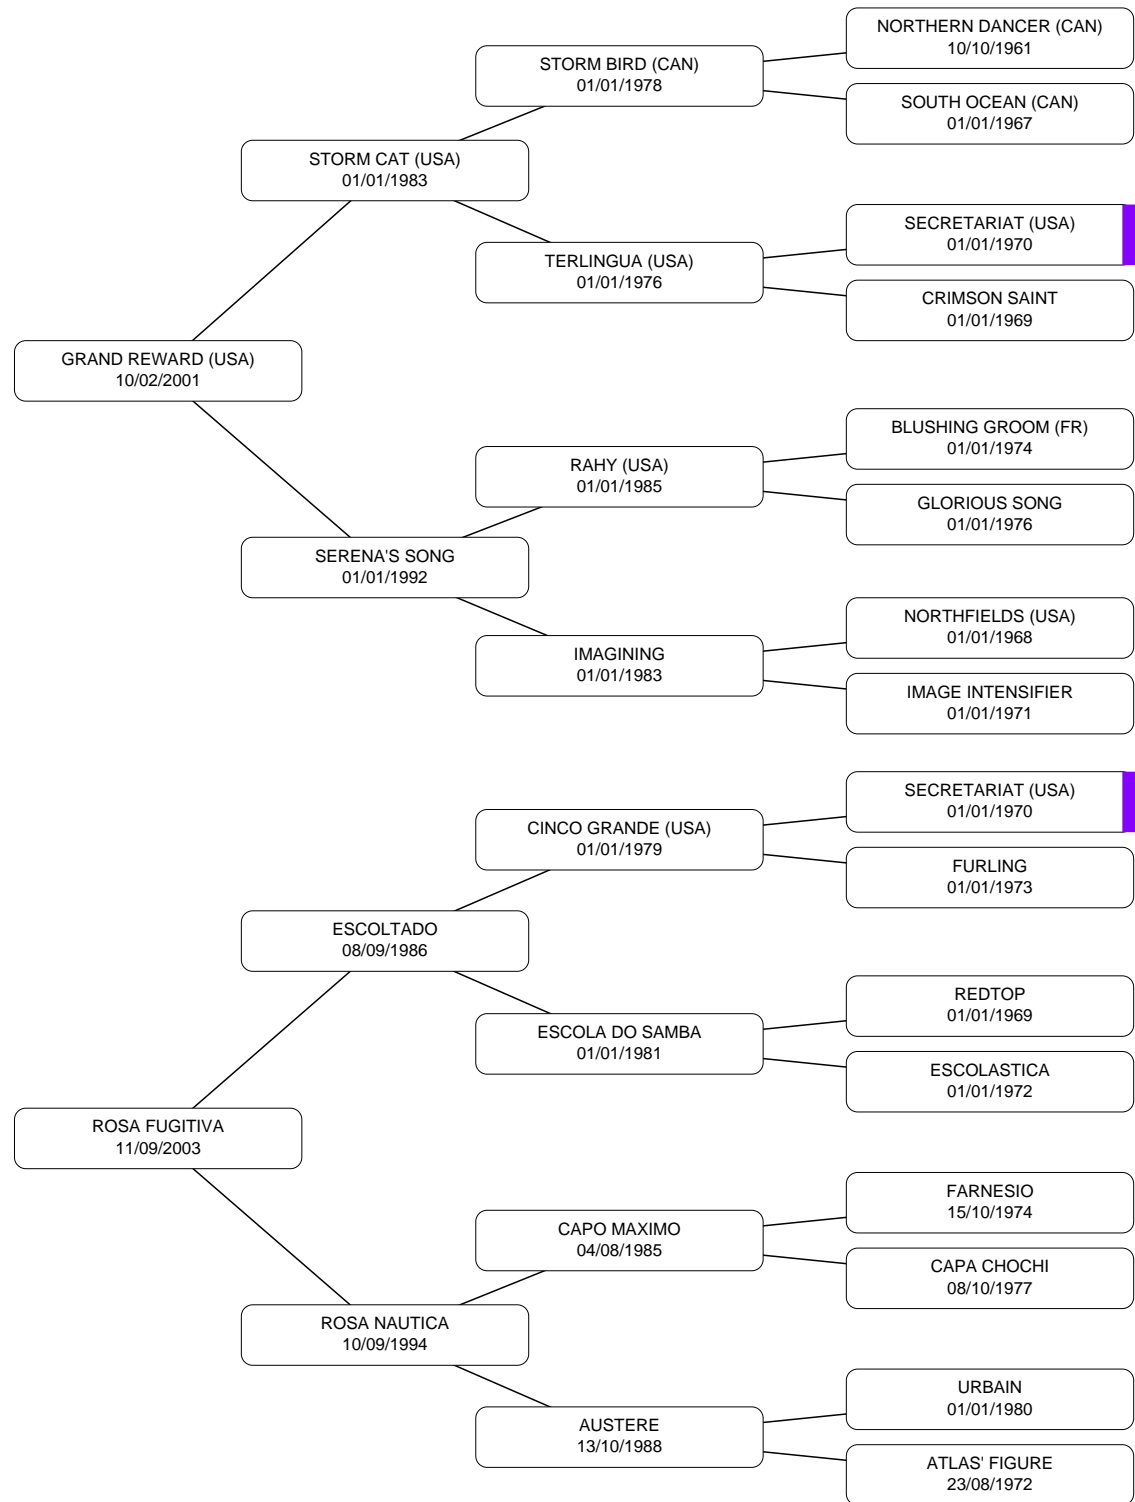 NORTHERN DANCER (CAN)
10/10/1961
STORM BIRD (CAN)
01/01/1978
SOUTH OCEAN (CAN)
01/01/1967
STORM CAT (USA)
01/01/1983
SECRETARIAT (USA)
01/01/1970
TERLINGUA (USA)
01/01/1976
CRIMSON SAINT
01/01/1969
GRAND REWARD (USA)
10/02/2001
BLUSHING GROOM (FR)
01/01/1974
RAHY (USA)
01/01/1985
GLORIOUS SONG
01/01/1976
SERENA'S SONG
01/01/1992
NORTHFIELDS (USA)
01/01/1968
IMAGINING
01/01/1983
IMAGE INTENSIFIER
01/01/1971
SECRETARIAT (USA)
01/01/1970
CINCO GRANDE (USA)
01/01/1979
FURLING
01/01/1973
ESCOLTADO
08/09/1986
REDTOP
01/01/1969
ESCOLA DO SAMBA
01/01/1981
ESCOLASTICA
01/01/1972
ROSA FUGITIVA
11/09/2003
FARNESIO
15/10/1974
CAPO MAXIMO
04/08/1985
CAPA CHOCHI
08/10/1977
ROSA NAUTICA
10/09/1994
URBAIN
01/01/1980
AUSTERE
13/10/1988
ATLAS' FIGURE
23/08/1972